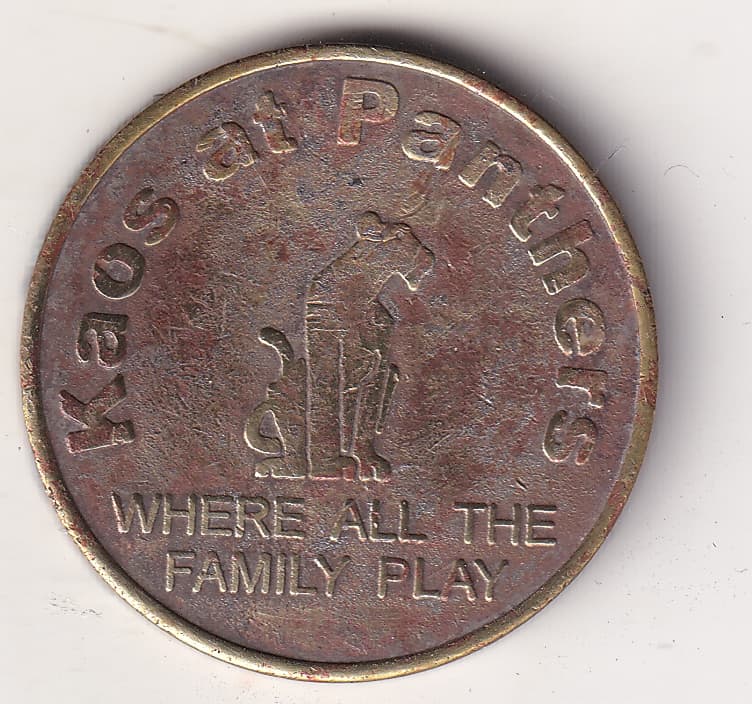 Kaos at Panthers
WHERE ALL THE
FAMILY PLAY